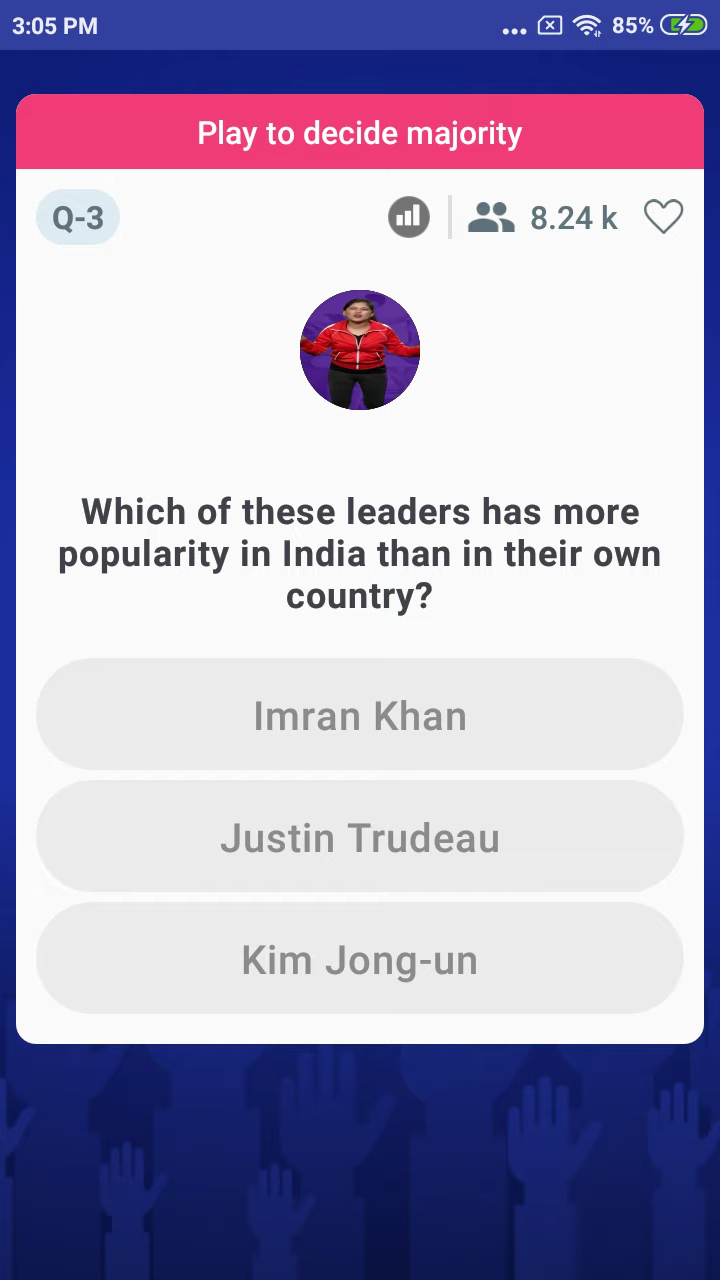 3:05 PM
85%
Play to decide majority
Q-3
8.24 k
Which of these leaders has more
popularity in India than in their own
country?
Imran Khan
Justin Trudeau
Kim Jong-un